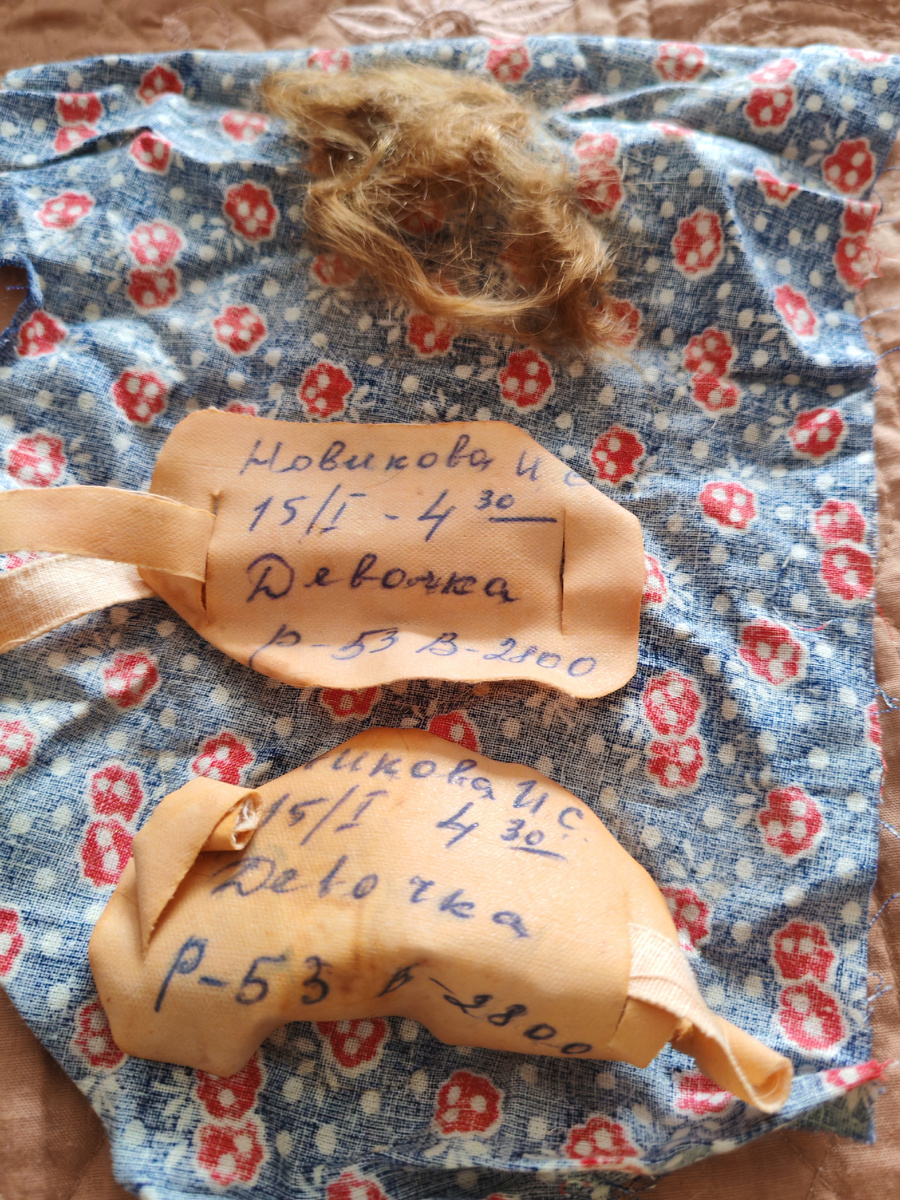 Новикова И С
15/I - 4 30
Девочка
Р-53 В-2800
икова И С.
15/I 4 30
Девочка
Р-53 В-2800